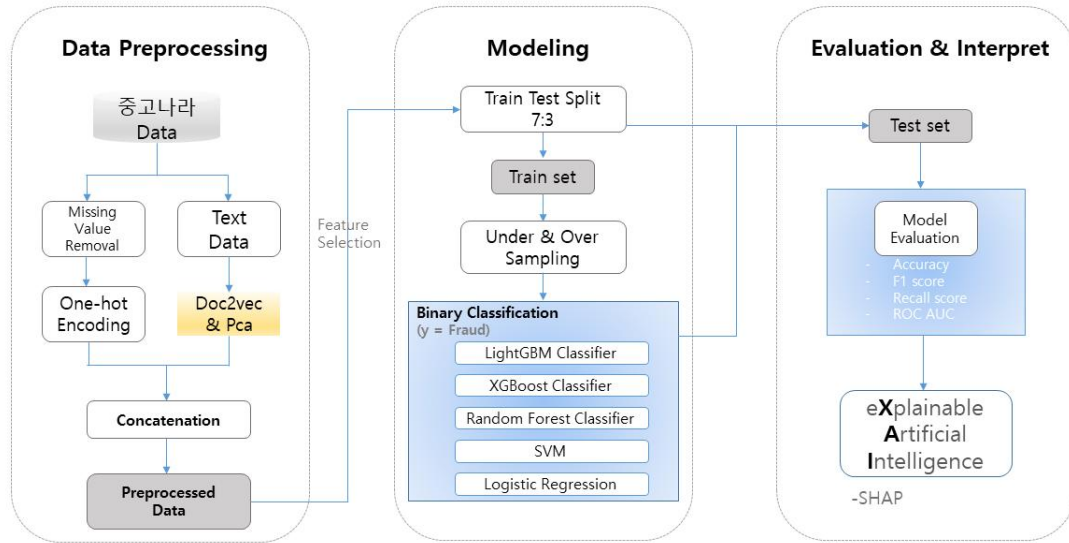 Data Preprocessing
중고나라
Data
Missing
Value
Removal
Text
Data
One-hot
Encoding
Doc2vec
& Pca
Concatenation
Preprocessed
Data
Feature
Selection
Modeling
Train Test Split
7:3
Train set
Under & Over
Sampling
Binary Classification
(y = Fraud)
LightGBM Classifier
XGBoost Classifier
Random Forest Classifier
SVM
Logistic Regression
Evaluation & Interpret
Test set
Model
Evaluation
- Accuracy
- F1 score
- Recall score
- ROC AUC
eXplainable
Artificial
Intelligence
-SHAP